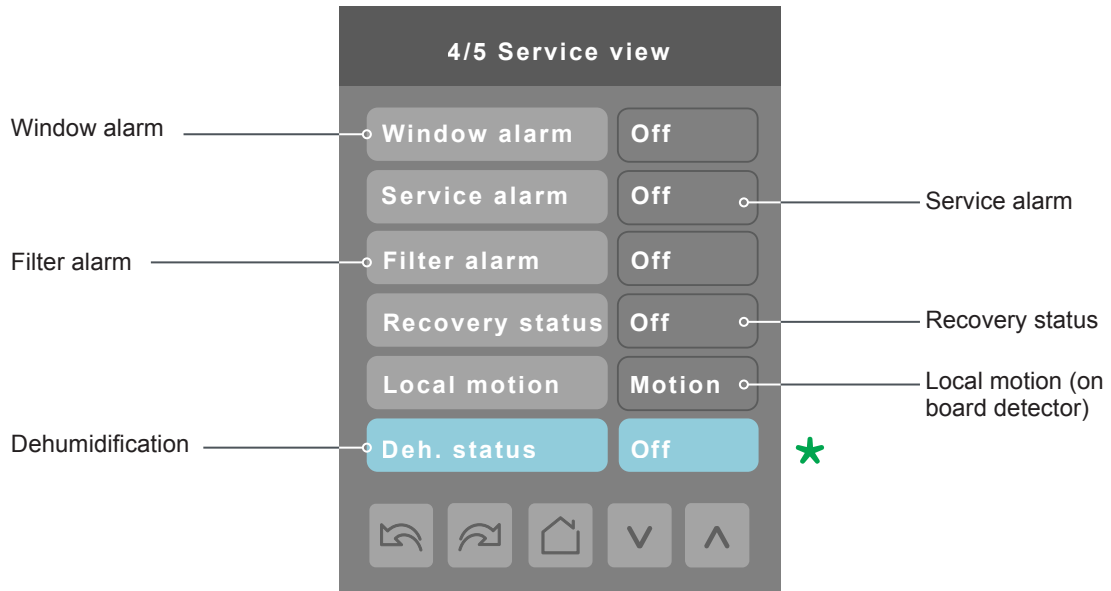 4/5 Service view
Window alarm
Window alarm Off
Service alarm Off
Service alarm
Filter alarm
Filter alarm Off
Recovery status Off
Recovery status
Local motion Motion
Local motion (on
board detector)
Dehumidification
Deh. status Off